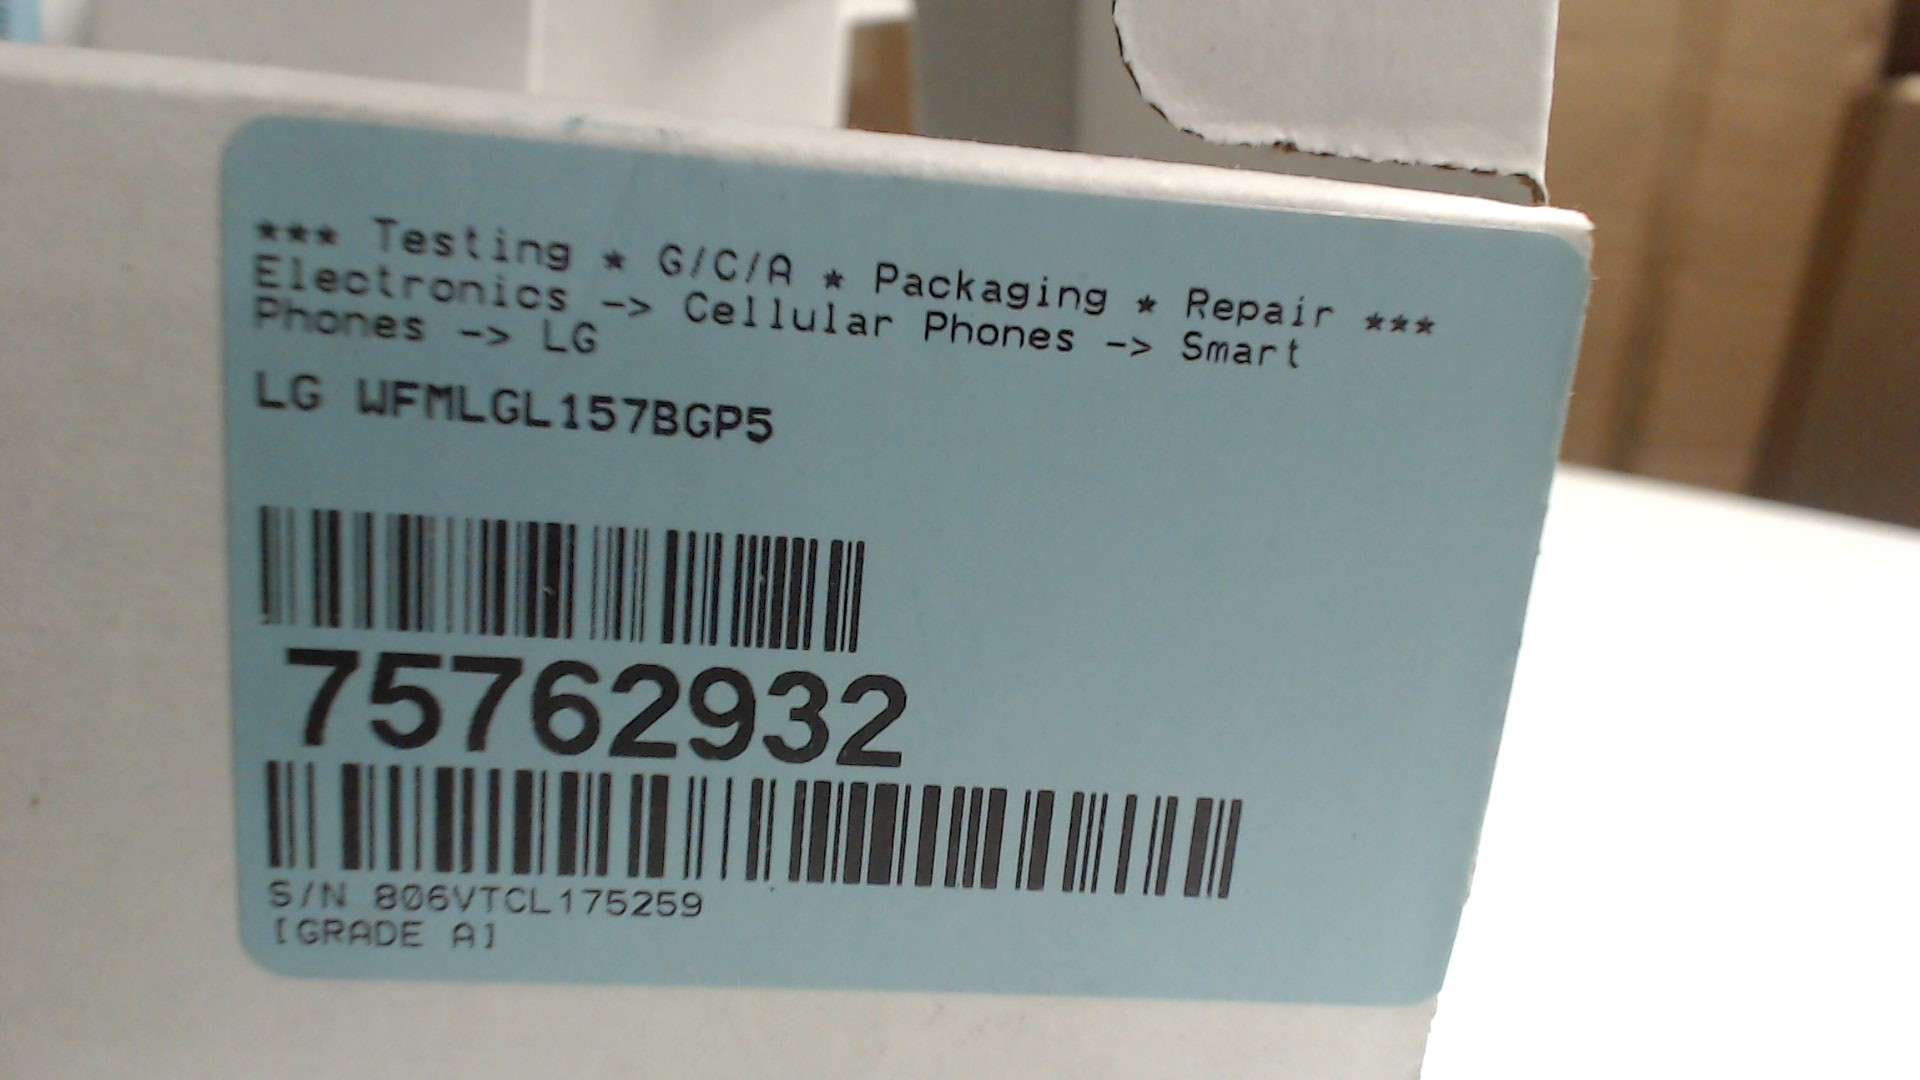 *** Testing * G/C/A * Packaging * Repair ***
Electronics -> Cellular Phones -> Smart
Phones -> LG
LG WFMLGL157BGP5
75762932
S/N 806VTCL175259
[GRADE A]